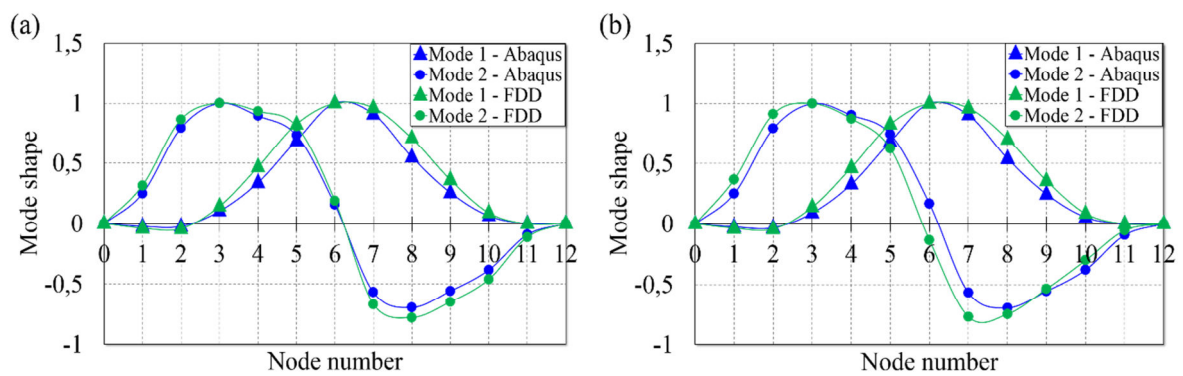 (a)
1,5
1
0,5
0
-0,5
-1
Mode shape
0 1 2 3 4 5 6 7 8 9 10 11 12
Node number
Mode 1 - Abaqus
Mode 2 - Abaqus
Mode 1 - FDD
Mode 2 - FDD
(b)
1,5
1
0,5
0
-0,5
-1
Mode shape
0 1 2 3 4 5 6 7 8 9 10 11 12
Node number
Mode 1 - Abaqus
Mode 2 - Abaqus
Mode 1 - FDD
Mode 2 - FDD